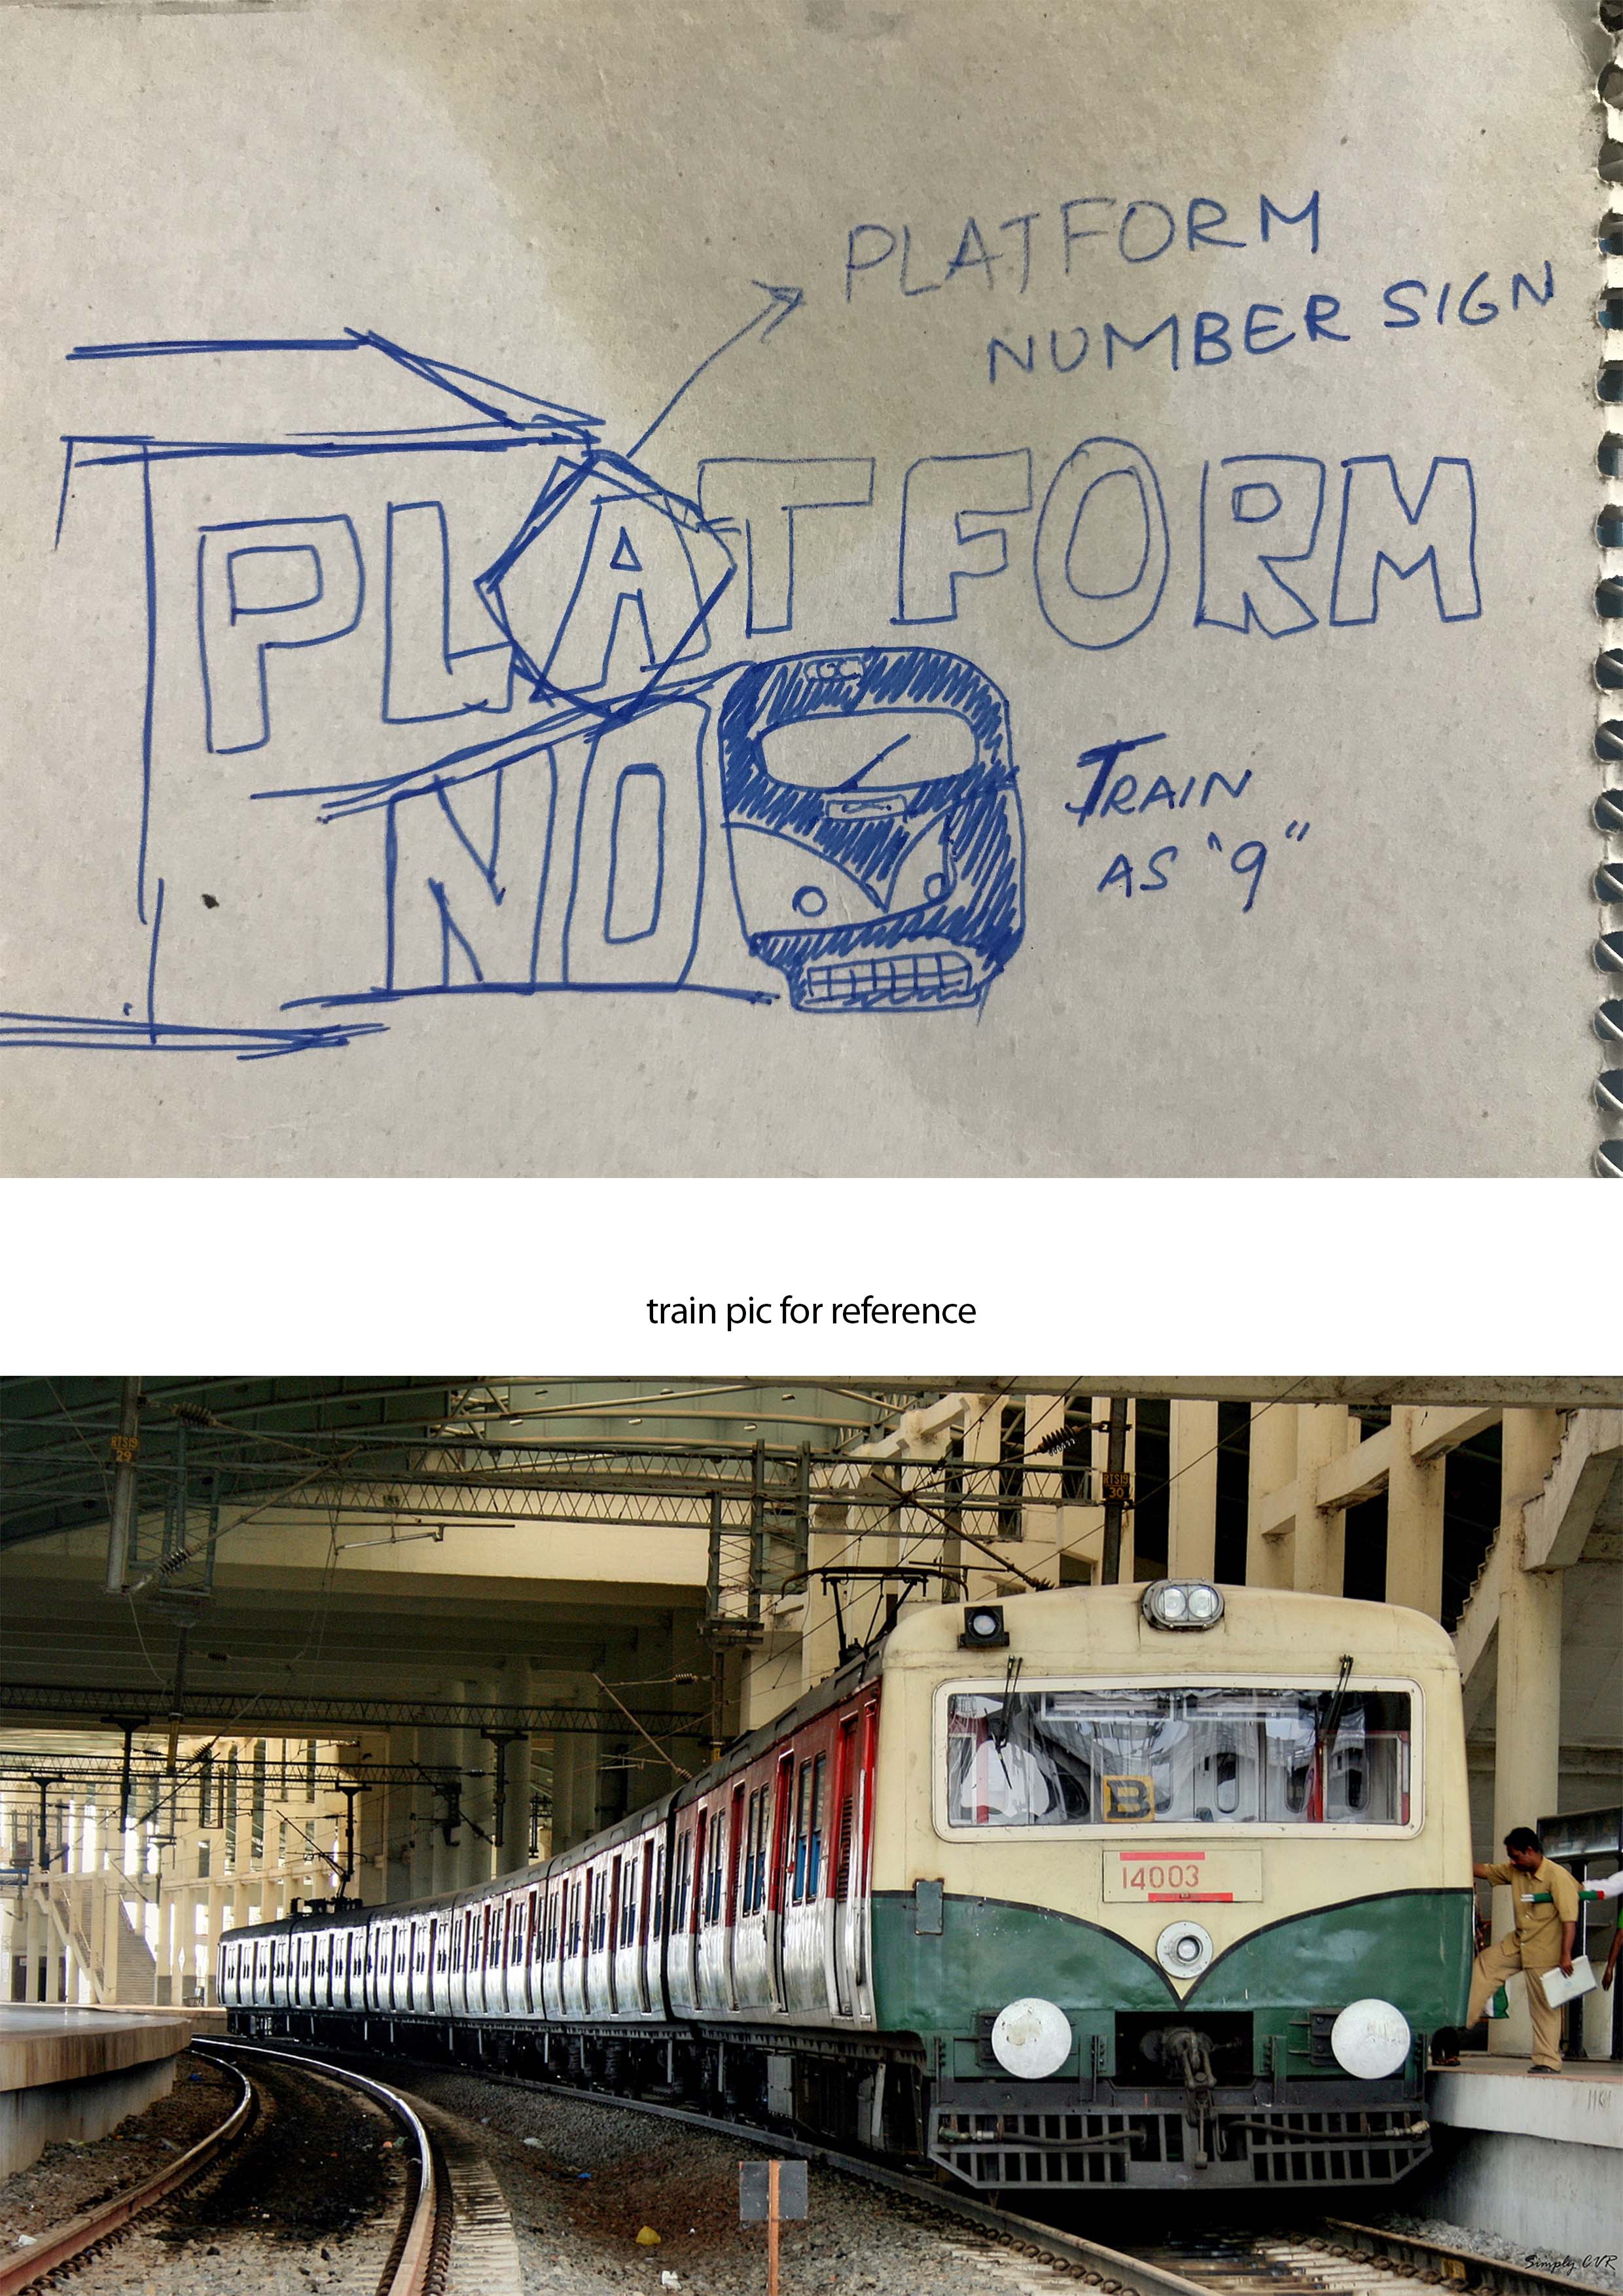 PLATFORM
NUMBER SIGN
PLATFORM
NO
TRAIN
AS "9"
train pic for reference
RTS19
29
RTS19
30
B
14003
Simply CVR